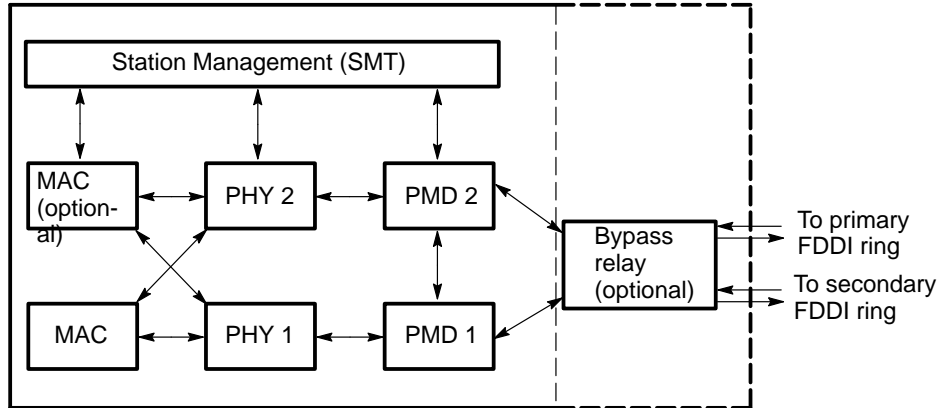 Station Management (SMT)
MAC
(option-
al)
PHY 2
PMD 2
Bypass
relay
(optional)
To primary
FDDI ring
To secondary
FDDI ring
MAC
PHY 1
PMD 1